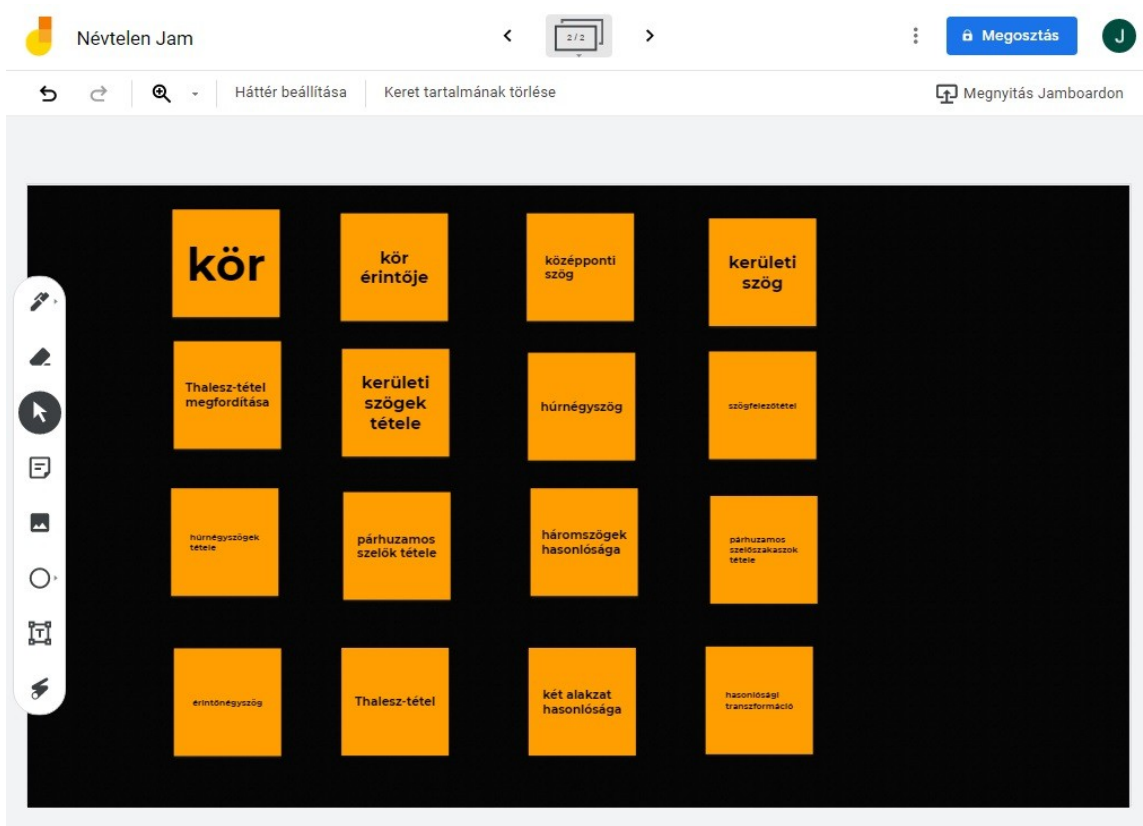 Névtelen Jam
2/2
Megosztás
J
Háttér beállítása
Keret tartalmának törlése
Megnyitás Jamboardon
kör
kör
érintője
középponti
szög
kerületi
szög
Thalesz-tétel
megfordítása
kerületi
szögek
tétele
húrnégyszög
szögfelezőtétel
húrnégyszögek
tétele
párhuzamos
szelők tétele
háromszögek
hasonlósága
párhuzamos
szelőszakaszok
tétele
érintőnégyszög
Thalesz-tétel
két alakzat
hasonlósága
hasonlósági
transzformáció